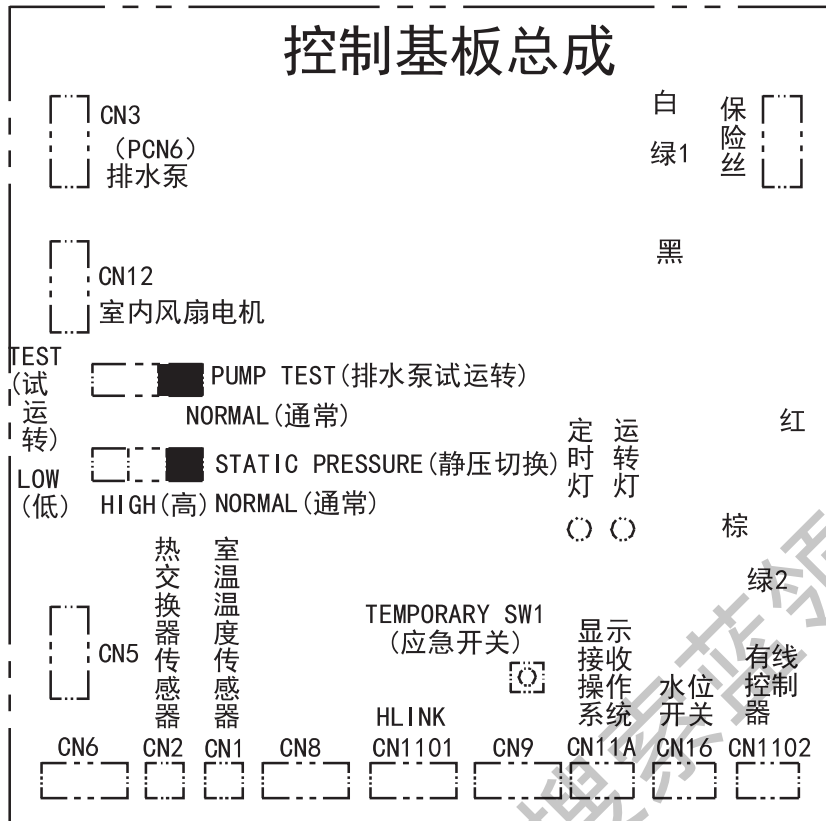 控制基板总成
CN3
(PCN6)
排水泵
白
绿1
保险丝
黑
CN12
室内风扇电机
TEST
(试运转)
PUMP TEST(排水泵试运转)
NORMAL(通常)
红
LOW
(低)
STATIC PRESSURE(静压切换)
HIGH(高)
NORMAL(通常)
定时灯
运转灯
棕
绿2
热交换器传感器
室温温度传感器
CN5
TEMPORARY SW1
(应急开关)
显示
接收
操作
系统
水位
开关
有线
控制
器
HLINK
CN6
CN2
CN1
CN8
CN1101
CN9
CN11A
CN16
CN1102
搜索蓝领